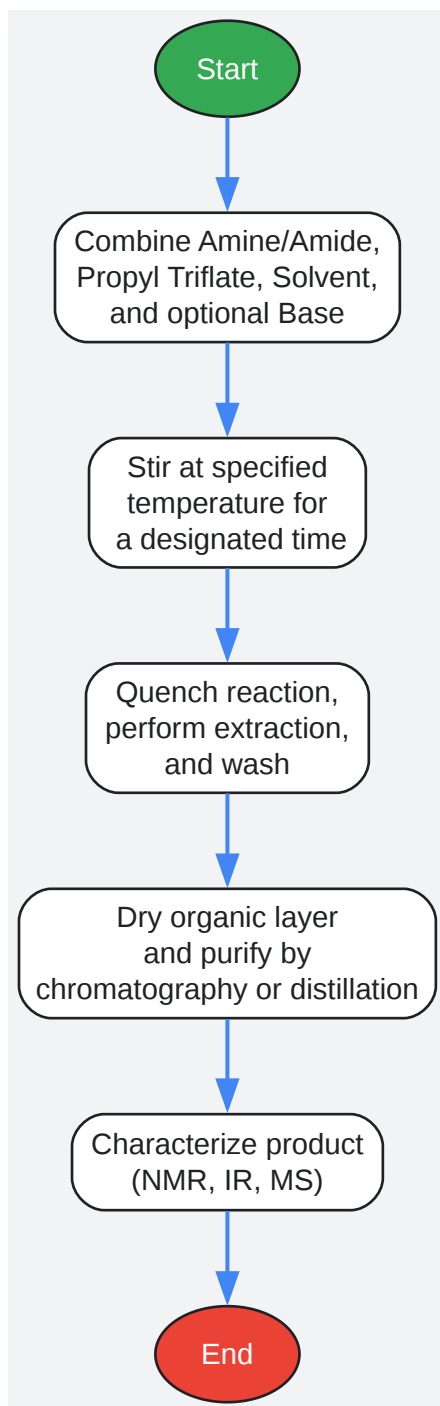 Start
Combine Amine/Amide,
Propyl Triflate, Solvent,
and optional Base
Stir at specified
temperature for
a designated time
Quench reaction,
perform extraction,
and wash
Dry organic layer
and purify by
chromatography or distillation
Characterize product
(NMR, IR, MS)
End